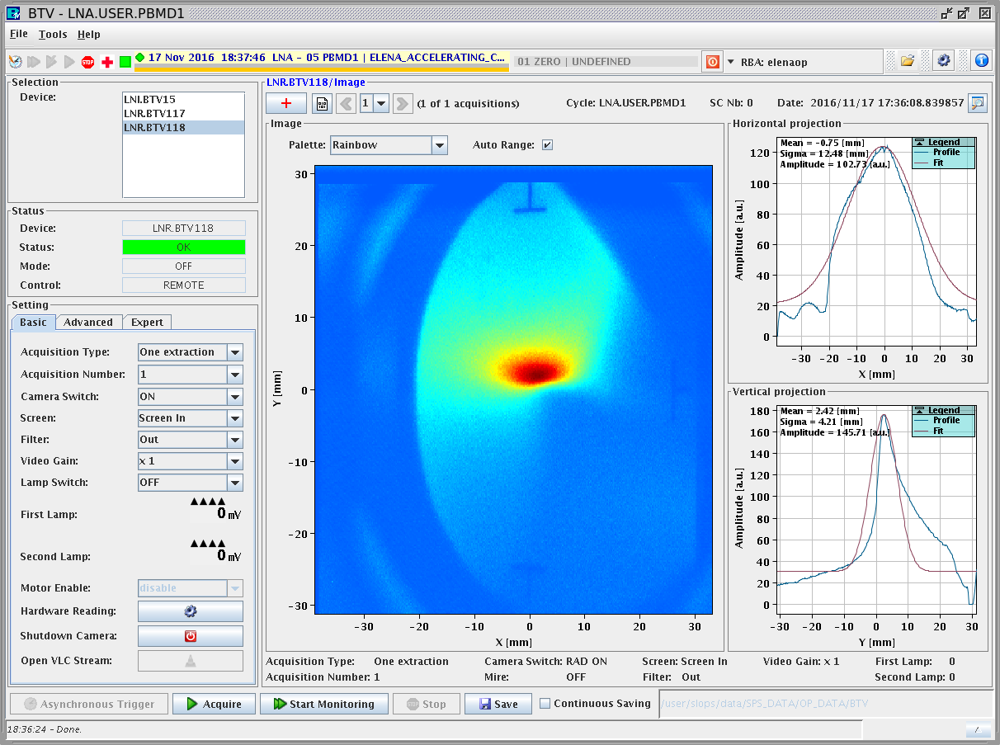 BTV - LNA.USER.PBMD1
File Tools Help
STOP 17 Nov 2016 18:37:46 LNA - 05 PBMD1 | ELENA_ACCELERATING_C... 01 ZERO | UNDEFINED RBA: elenaop
Selection
Device:
LNI.BTV15
LNR.BTV117
LNR.BTV118
Status
Device: LNR.BTV118
Status: OK
Mode: OFF
Control: REMOTE
Setting
Basic Advanced Expert
Acquisition Type: One extraction
Acquisition Number: 1
Camera Switch: ON
Screen: Screen In
Filter: Out
Video Gain: x 1
Lamp Switch: OFF
First Lamp: 0 mV
Second Lamp: 0 mV
Motor Enable: disable
Hardware Reading:
Shutdown Camera:
Open VLC Stream:
LNR.BTV118/Image
1 (1 of 1 acquisitions) Cycle: LNA.USER.PBMD1 SC Nb: 0 Date: 2016/11/17 17:36:08.839857
Image
Palette: Rainbow Auto Range:
30
20
10
0
-10
-20
-30
Y [mm]
-30 -20 -10 0 10 20 30
X [mm]
Horizontal projection
Mean = -0.75 [mm]
Sigma = 12.48 [mm]
Amplitude = 102.73 [a.u.]
Legend
Profile
Fit
120
100
80
60
40
20
0
Amplitude [a.u.]
-30 -20 -10 0 10 20 30
X [mm]
Vertical projection
Mean = 2.42 [mm]
Sigma = 4.21 [mm]
Amplitude = 145.71 [a.u.]
Legend
Profile
Fit
180
160
140
120
100
80
60
40
20
0
Amplitude [a.u.]
-30 -20 -10 0 10 20 30
Y [mm]
Acquisition Type: One extraction Camera Switch: RAD ON Screen: Screen In Video Gain: x 1 First Lamp: 0
Acquisition Number: 1 Mire: OFF Filter: Out Second Lamp: 0
Asynchronous Trigger Acquire Start Monitoring Stop Save Continuous Saving /user/slops/data/SPS_DATA/OP_DATA/BTV
18:36:24 - Done.